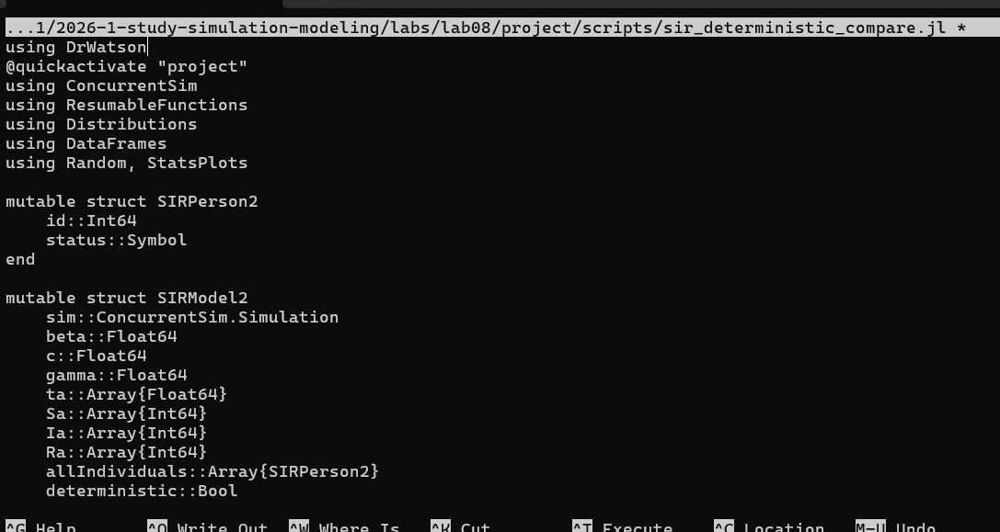 ...1/2026-1-study-simulation-modeling/labs/lab08/project/scripts/sir_deterministic_compare.jl *
using DrWatson
@quickactivate "project"
using ConcurrentSim
using ResumableFunctions
using Distributions
using DataFrames
using Random, StatsPlots

mutable struct SIRPerson2
    id::Int64
    status::Symbol
end

mutable struct SIRModel2
    sim::ConcurrentSim.Simulation
    beta::Float64
    c::Float64
    gamma::Float64
    ta::Array{Float64}
    Sa::Array{Int64}
    Ia::Array{Int64}
    Ra::Array{Int64}
    allIndividuals::Array{SIRPerson2}
    deterministic::Bool

^G Help ^O Write Out ^W Where Is ^K Cut ^T Execute ^C Location M-U Undo